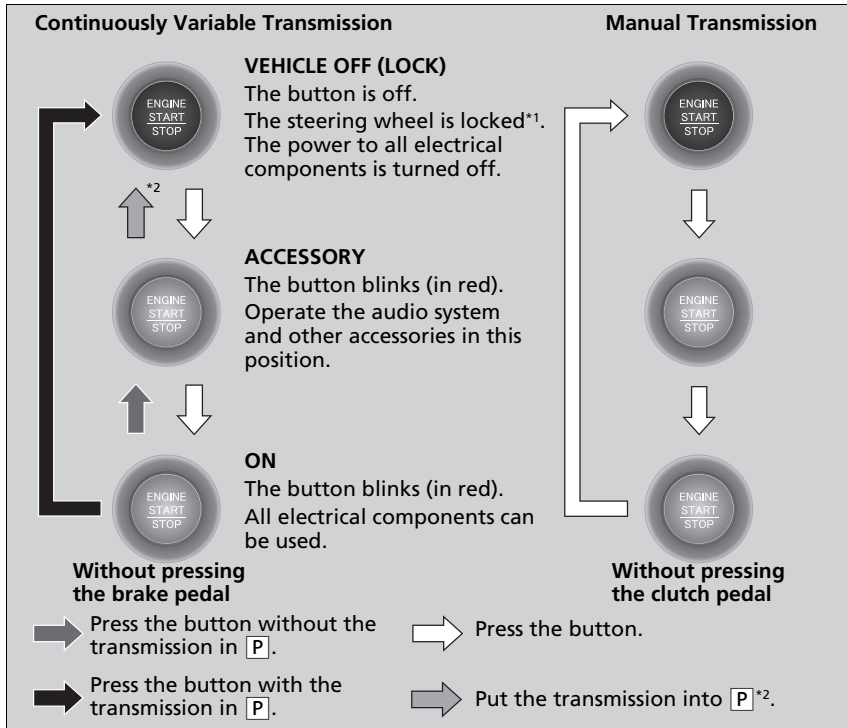 Continuously Variable Transmission
Manual Transmission
ENGINE
START
STOP
VEHICLE OFF (LOCK)
The button is off.
The steering wheel is locked*1.
The power to all electrical
components is turned off.
ENGINE
START
STOP
*2
ENGINE
START
STOP
ACCESSORY
The button blinks (in red).
Operate the audio system
and other accessories in this
position.
ENGINE
START
STOP
ENGINE
START
STOP
ON
The button blinks (in red).
All electrical components can
be used.
ENGINE
START
STOP
Without pressing
the brake pedal
Without pressing
the clutch pedal
Press the button without the
transmission in P.
Press the button.
Press the button with the
transmission in P.
Put the transmission into P*2.